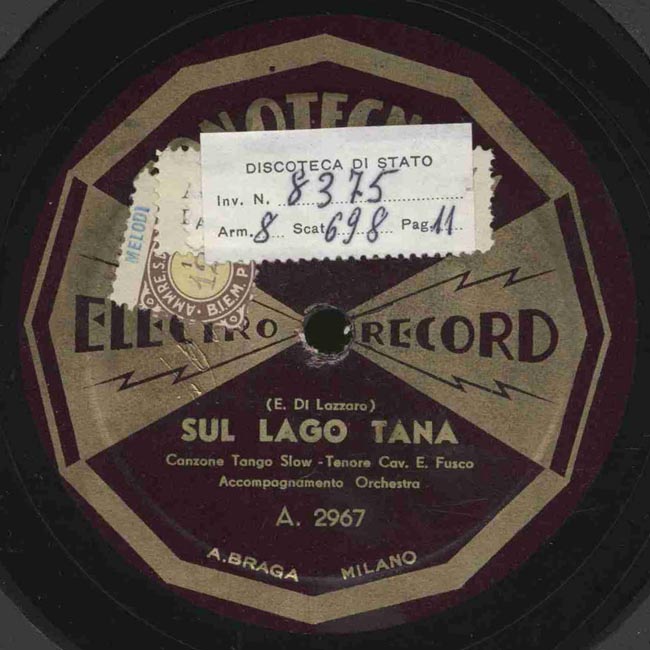 DISCOTECA DI STATO
Inv. N. 8375
Arm. 8 Scat. 698 Pag. 11
MELODI
B.I.E.M.
ELECTRO RECORD
(E. Di Lazzaro)
SUL LAGO TANA
Canzone Tango Slow - Tenore Cav. E. Fusco
Accompagnamento Orchestra
A. 2967
A. BRAGA MILANO